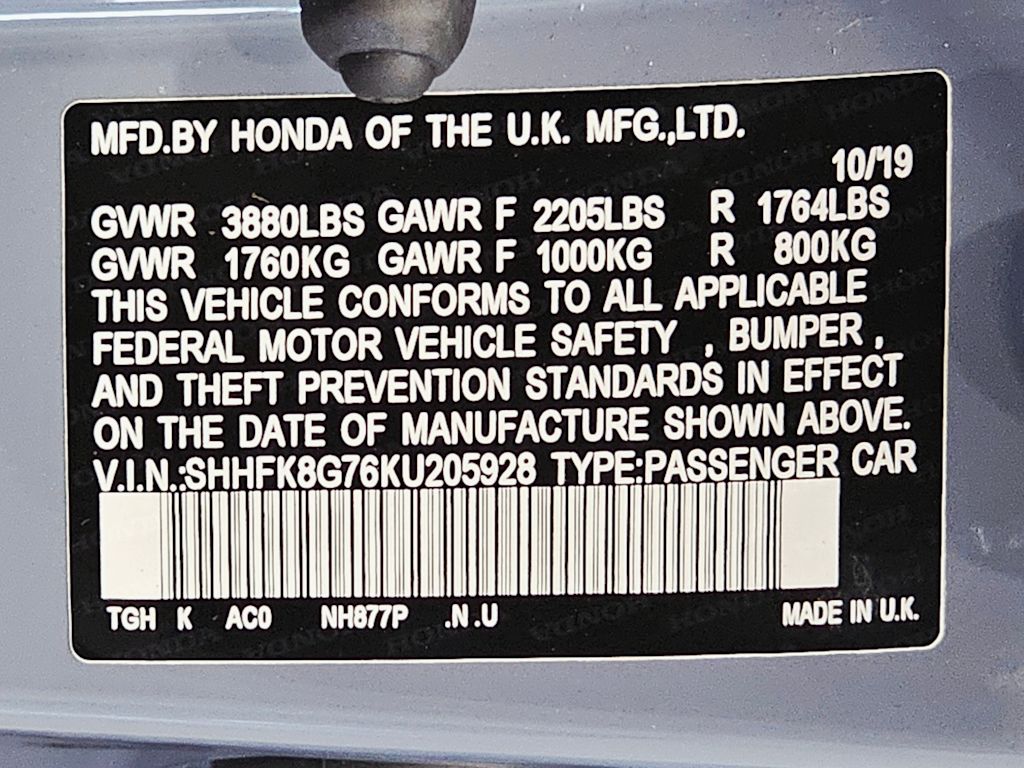 MFD.BY HONDA OF THE U.K. MFG.,LTD.
10/'19
GVWR 3880LBS GAWR F 2205LBS R 1764LBS
GVWR 1760KG GAWR F 1000KG R 800KG
THIS VEHICLE CONFORMS TO ALL APPLICABLE
FEDERAL MOTOR VEHICLE SAFETY , BUMPER ,
AND THEFT PREVENTION STANDARDS IN EFFECT
ON THE DATE OF MANUFACTURE SHOWN ABOVE.
V.I.N.:SHHFK8G76KU205928 TYPE:PASSENGER CAR
TGH K AC0 NH877P .N .U MADE IN U.K.